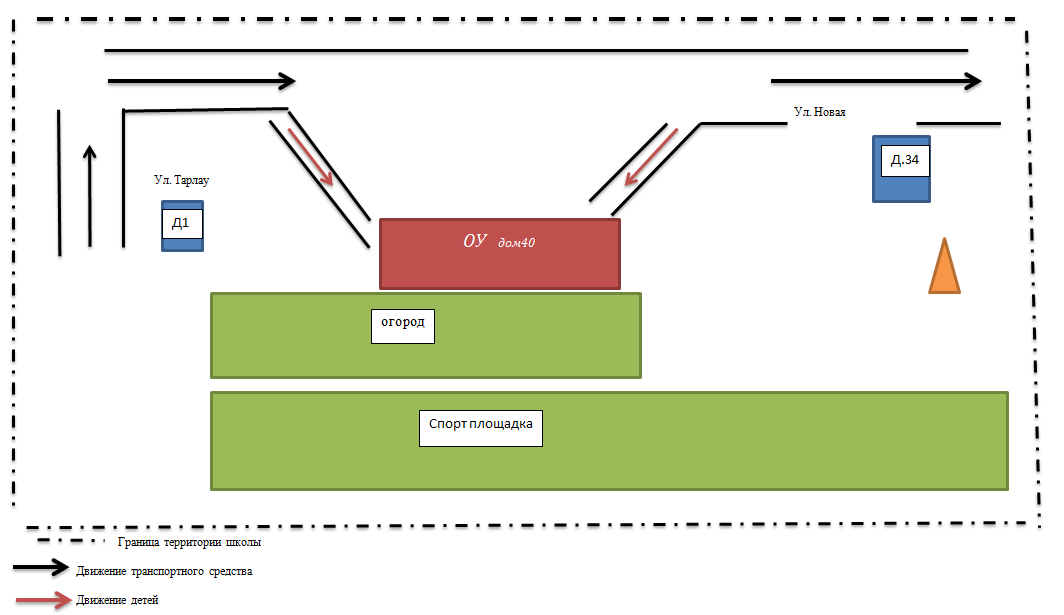 Ул. Новая
Д.34
Ул. Тарлау
Д1
ОУ дом40
огород
Спорт площадка
Граница территории школы
Движение транспортного средства
Движение детей